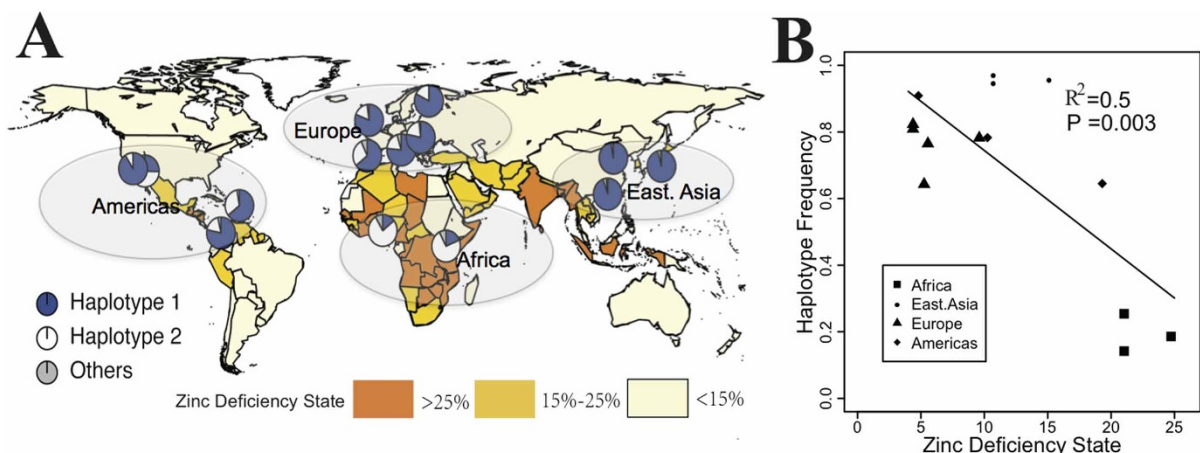 A
Europe
Americas
East. Asia
Africa
Haplotype 1
Haplotype 2
Others
Zinc Deficiency State
>25%
15%-25%
<15%
B
Haplotype Frequency
1.0
0.8
0.6
0.4
0.2
0.0
R²=0.5
P =0.003
Africa
East.Asia
Europe
Americas
0 5 10 15 20 25
Zinc Deficiency State